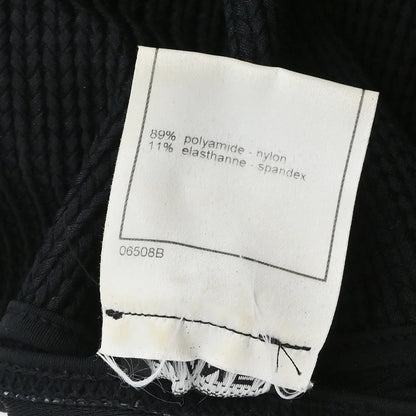 89% polyamide - nylon
11% elasthanne - spandex
06508B